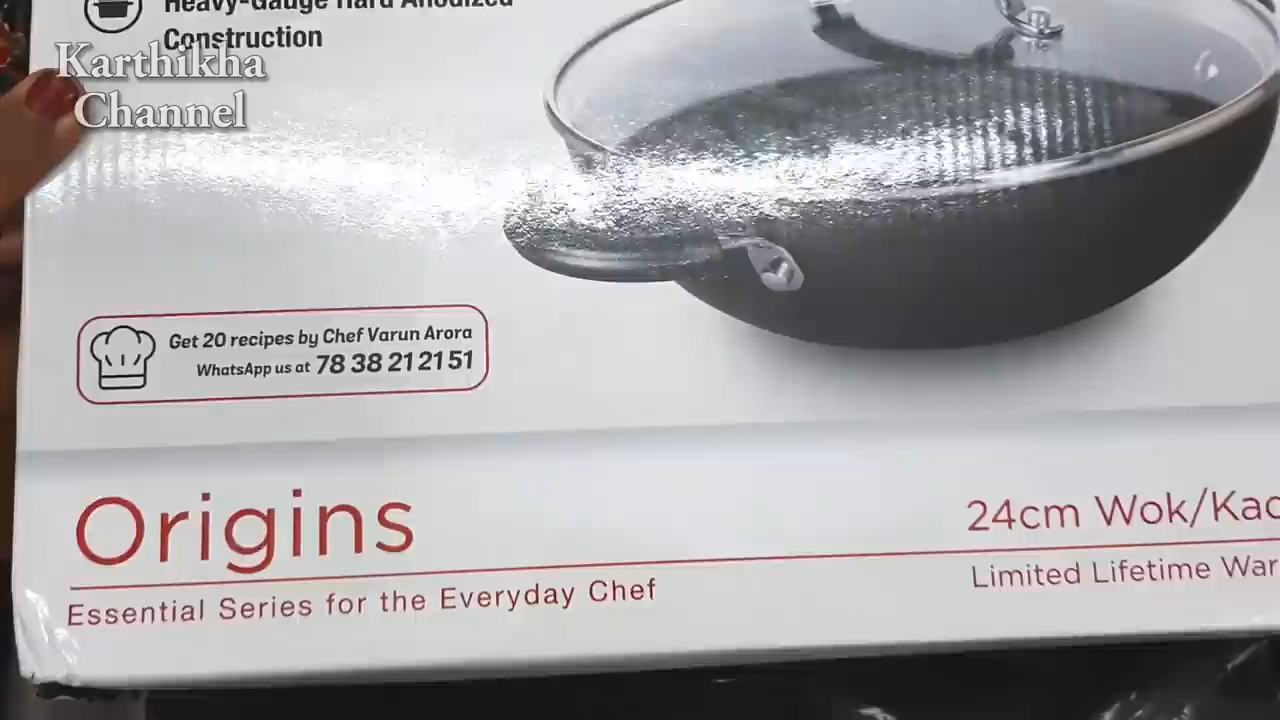 Heavy-Gauge Hard Anodized
Construction
Karthikha
Channel
Get 20 recipes by Chef Varun Arora
WhatsApp us at 78 38 21 21 51
Origins
24cm Wok/Kad
Essential Series for the Everyday Chef
Limited Lifetime War